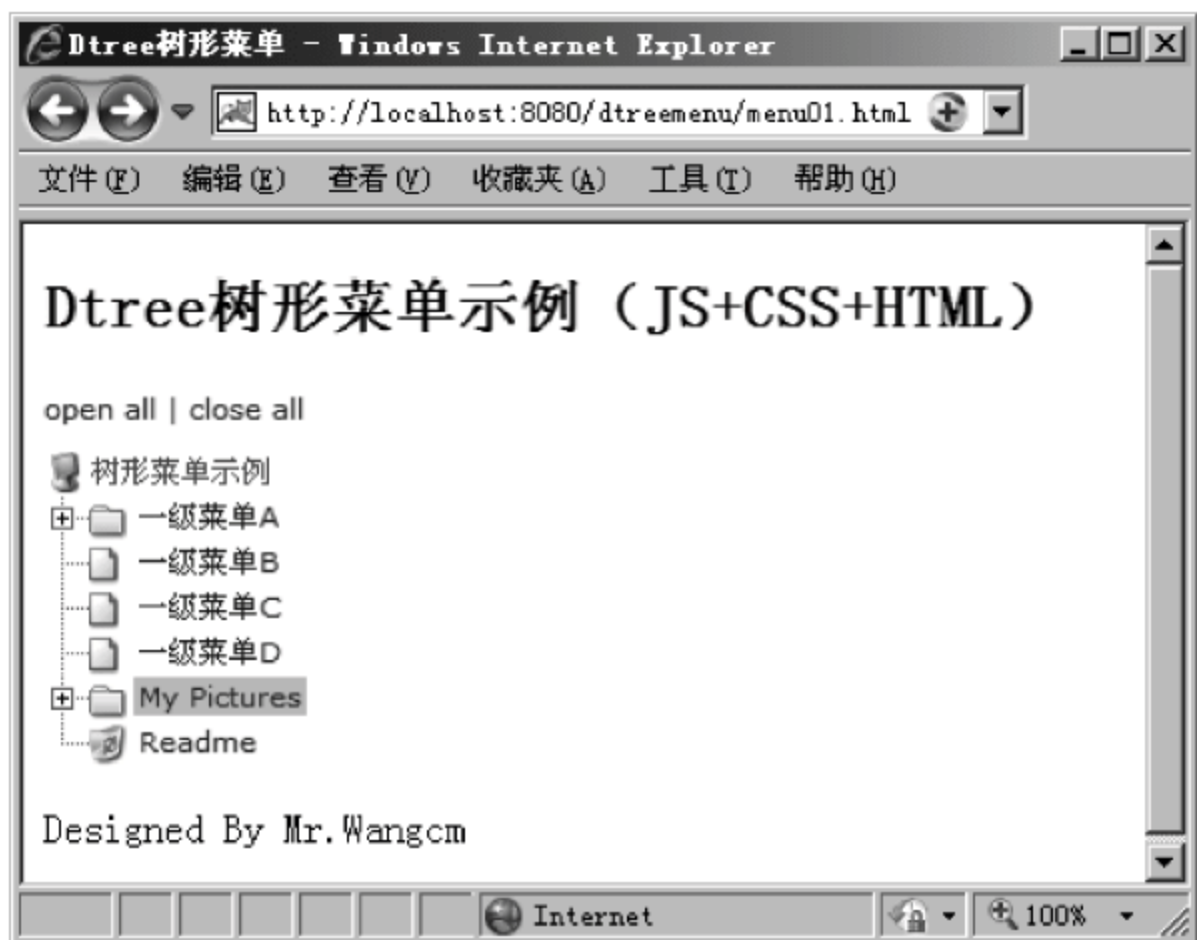 Dtree树形菜单 - Windows Internet Explorer
http://localhost:8080/dtreemenu/menu01.html
文件(F) 编辑(E) 查看(V) 收藏夹(A) 工具(T) 帮助(H)
Dtree树形菜单示例（JS+CSS+HTML）
open all | close all
树形菜单示例
一级菜单A
一级菜单B
一级菜单C
一级菜单D
My Pictures
Readme
Designed By Mr.Wangcm
Internet 100%